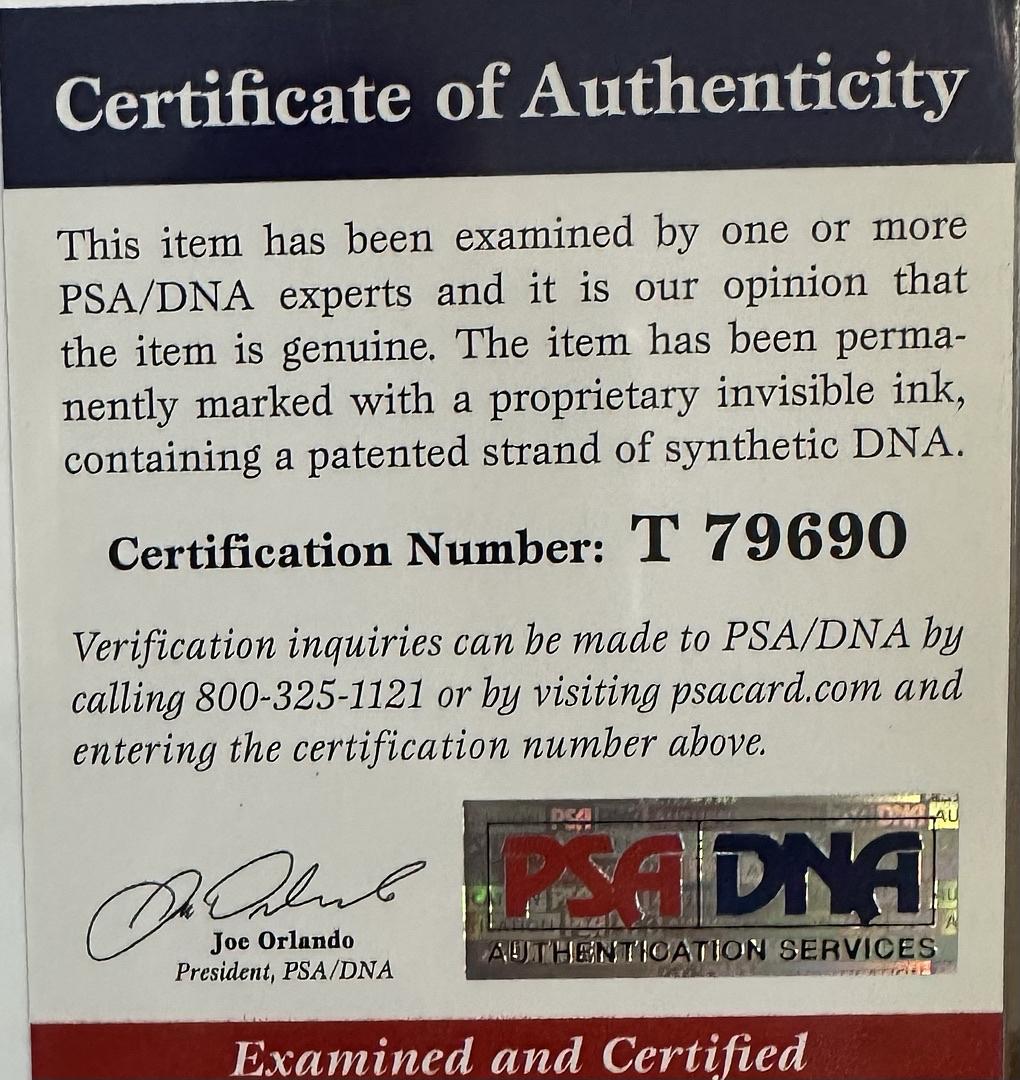 Certificate of Authenticity
This item has been examined by one or more
PSA/DNA experts and it is our opinion that
the item is genuine. The item has been perma-
nently marked with a proprietary invisible ink,
containing a patented strand of synthetic DNA.
Certification Number: T 79690
Verification inquiries can be made to PSA/DNA by
calling 800-325-1121 or by visiting psacard.com and
entering the certification number above.
Joe Orlando
President, PSA/DNA
PSA DNA
AUTHENTICATION SERVICES
Examined and Certified